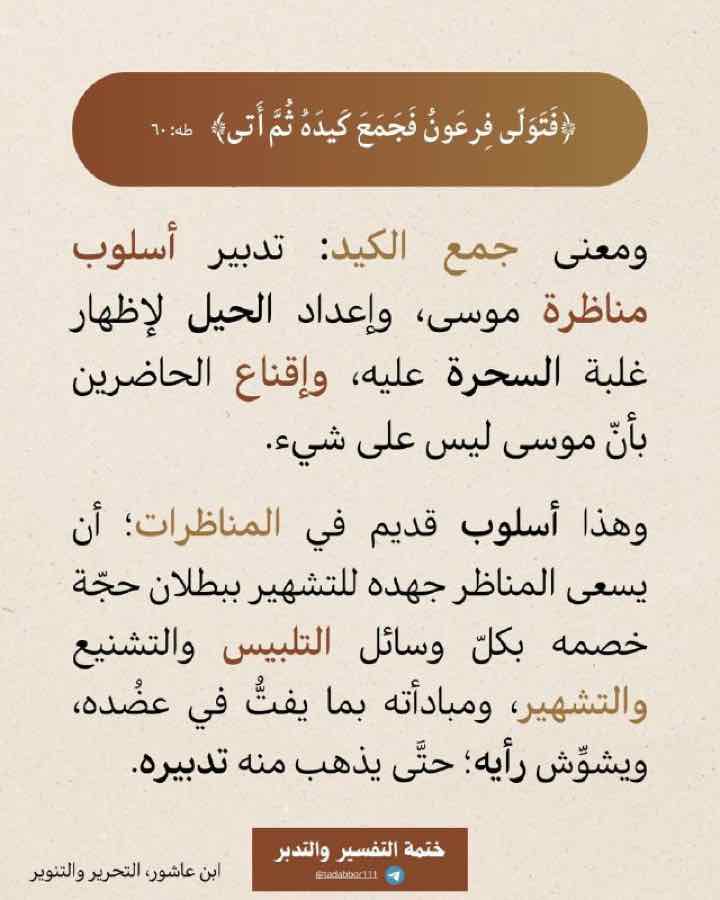 ﴿فَتَوَلّى فِرعَونُ فَجَمَعَ كَيدَهُ ثُمَّ أَتى﴾ طه: ٦٠
ومعنى جمع الكيد: تدبير أسلوب
مناظرة موسى، وإعداد الحيل لإظهار
غلبة السحرة عليه، وإقناع الحاضرين
بأنّ موسى ليس على شيء.
وهذا أسلوب قديم في المناظرات؛ أن
يسعى المناظر جهده للتشهير ببطلان حجّة
خصمه بكلّ وسائل التلبيس والتشنيع
والتشهير، ومبادأته بما يفتُّ في عضُده،
ويشوِّش رأيه؛ حتَّى يذهب منه تدبيره.
ختمة التفسير والتدبر
@tadabbor111
ابن عاشور، التحرير والتنوير